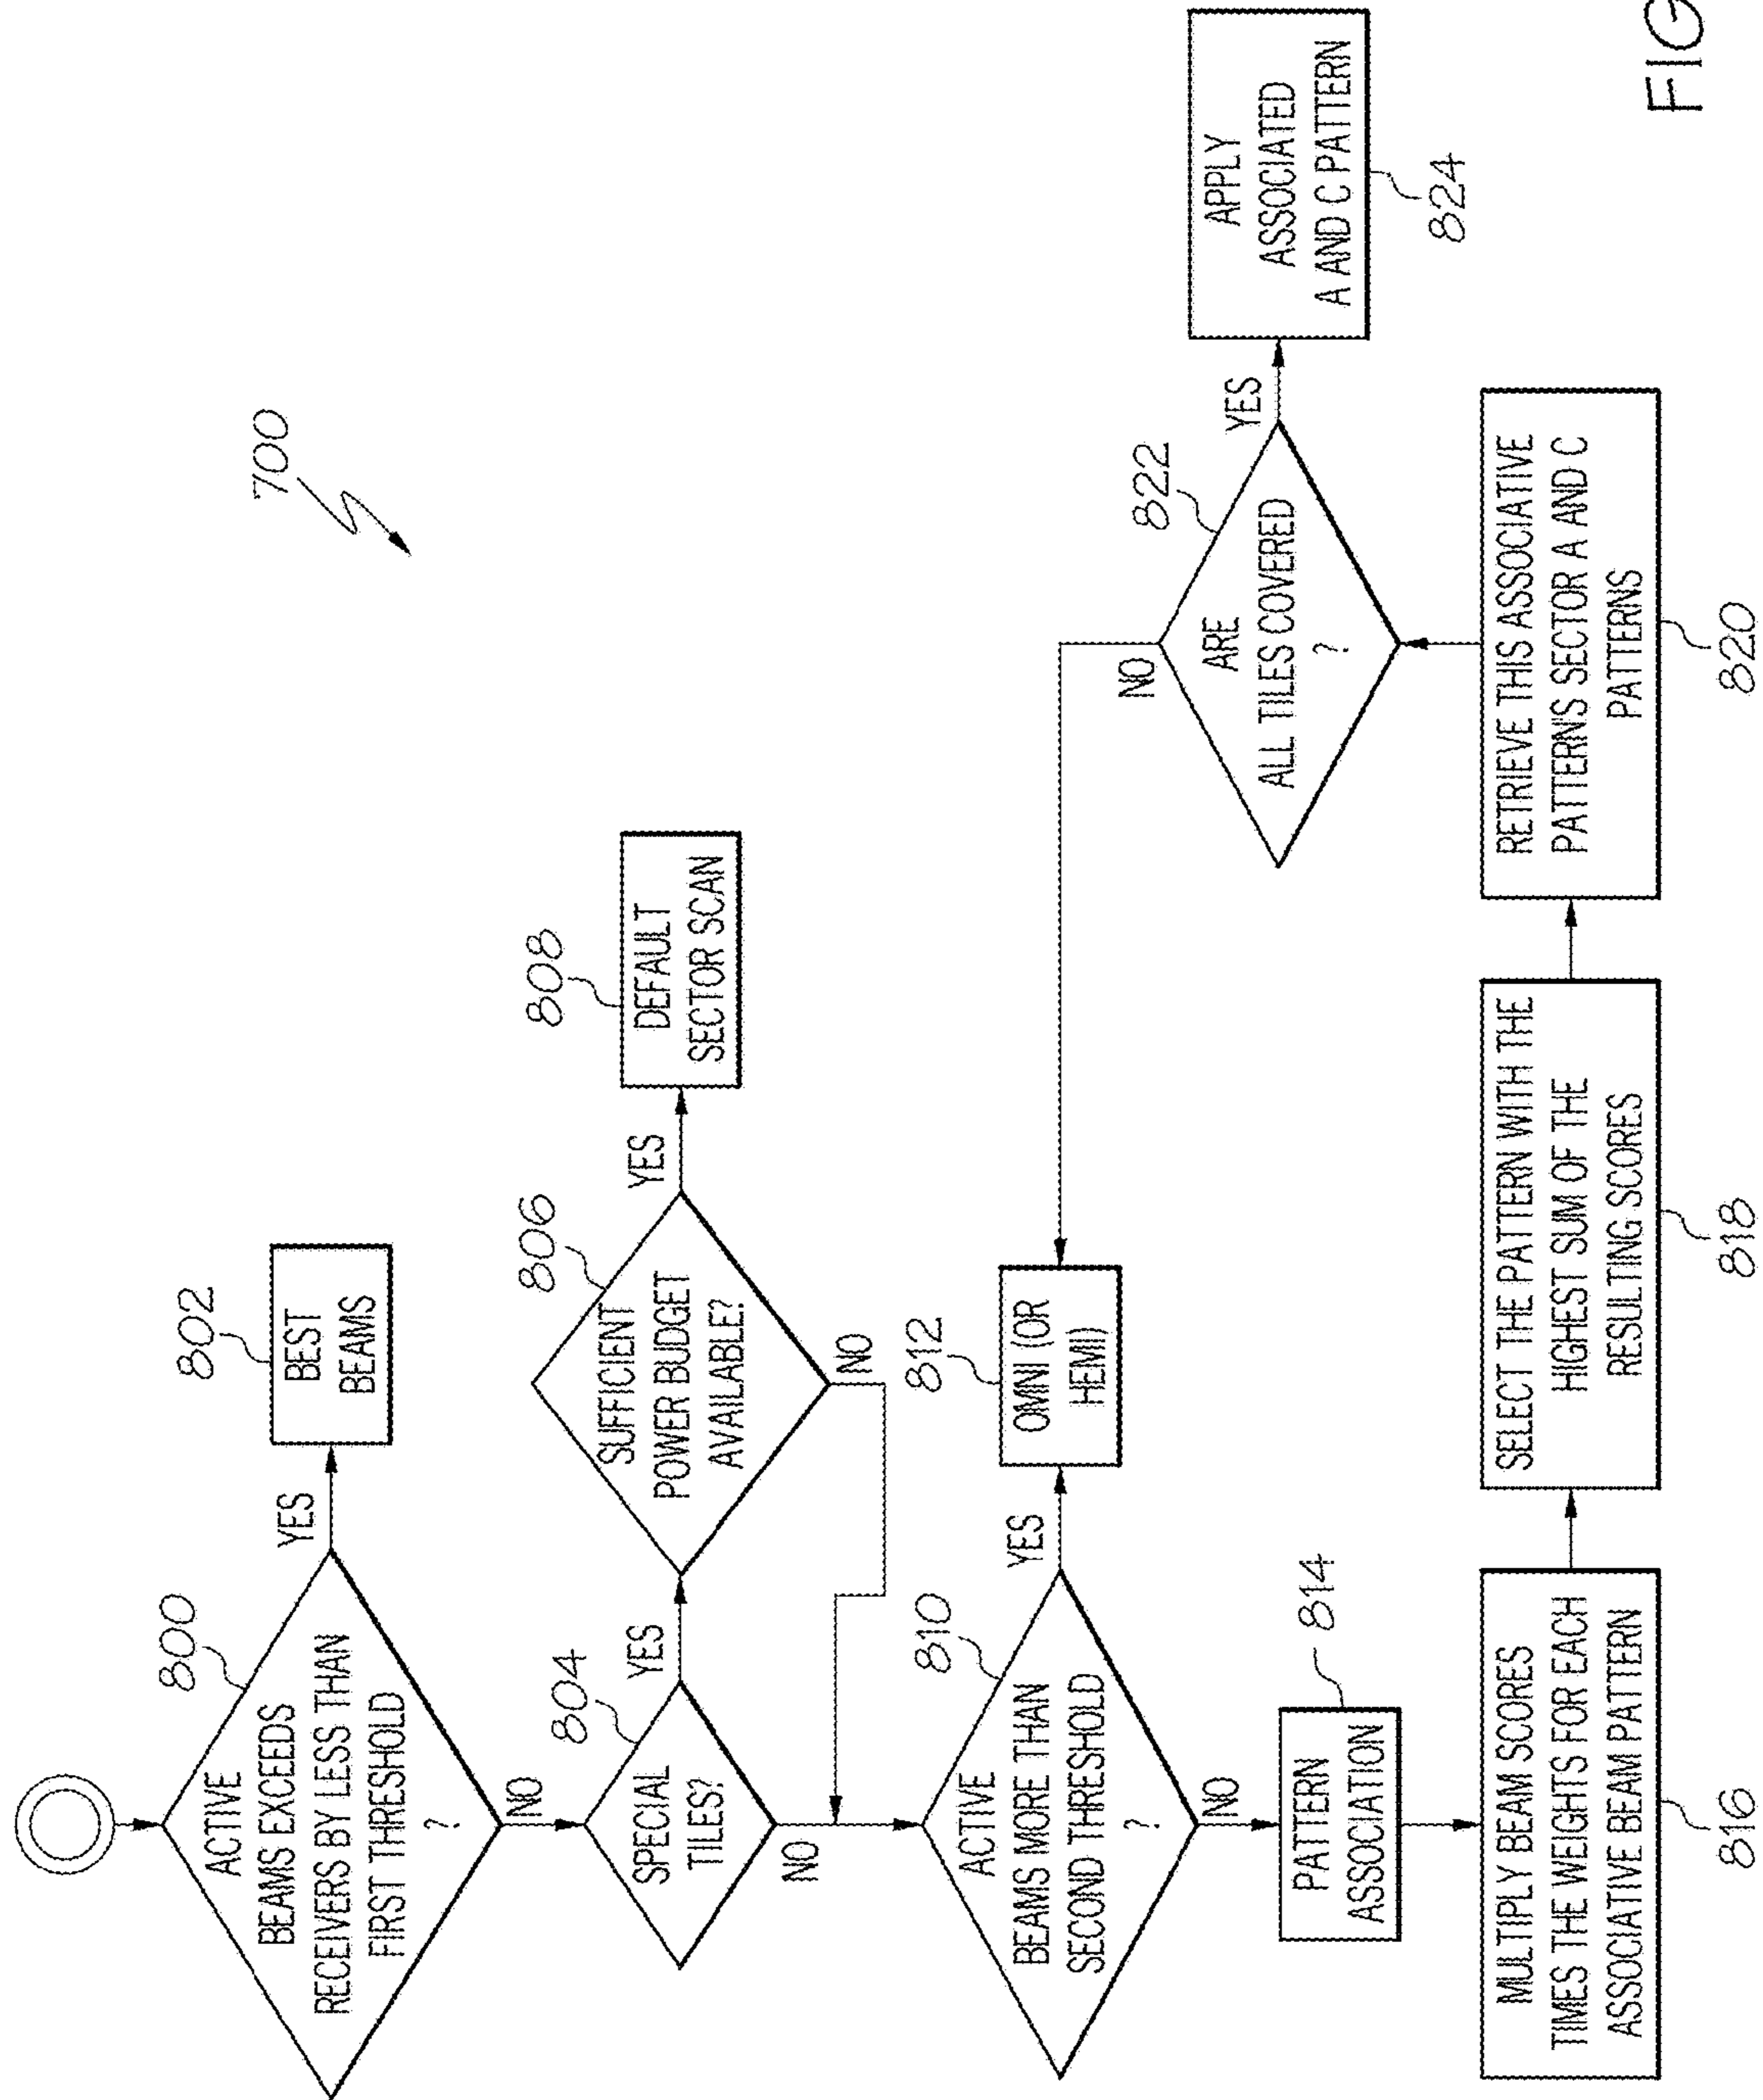 700
800
ACTIVE
BEAMS EXCEEDS
RECEIVERS BY LESS THAN
FIRST THRESHOLD
?
YES
802
BEST
BEAMS
NO
804
SPECIAL
TILES?
YES
806
SUFFICIENT
POWER BUDGET
AVAILABLE?
YES
808
DEFAULT
SECTOR SCAN
NO
NO
810
ACTIVE
BEAMS MORE THAN
SECOND THRESHOLD
?
YES
812
OMNI (OR
HEMI)
NO
814
PATTERN
ASSOCIATION
MULTIPLY BEAM SCORES
TIMES THE WEIGHTS FOR EACH
ASSOCIATIVE BEAM PATTERN
816
SELECT THE PATTERN WITH THE
HIGHEST SUM OF THE
RESULTING SCORES
818
RETRIEVE THIS ASSOCIATIVE
PATTERN'S SECTOR A AND C
PATTERNS
820
822
ARE
ALL TILES COVERED
?
NO
YES
APPLY
ASSOCIATED
A AND C PATTERN
824
FIG